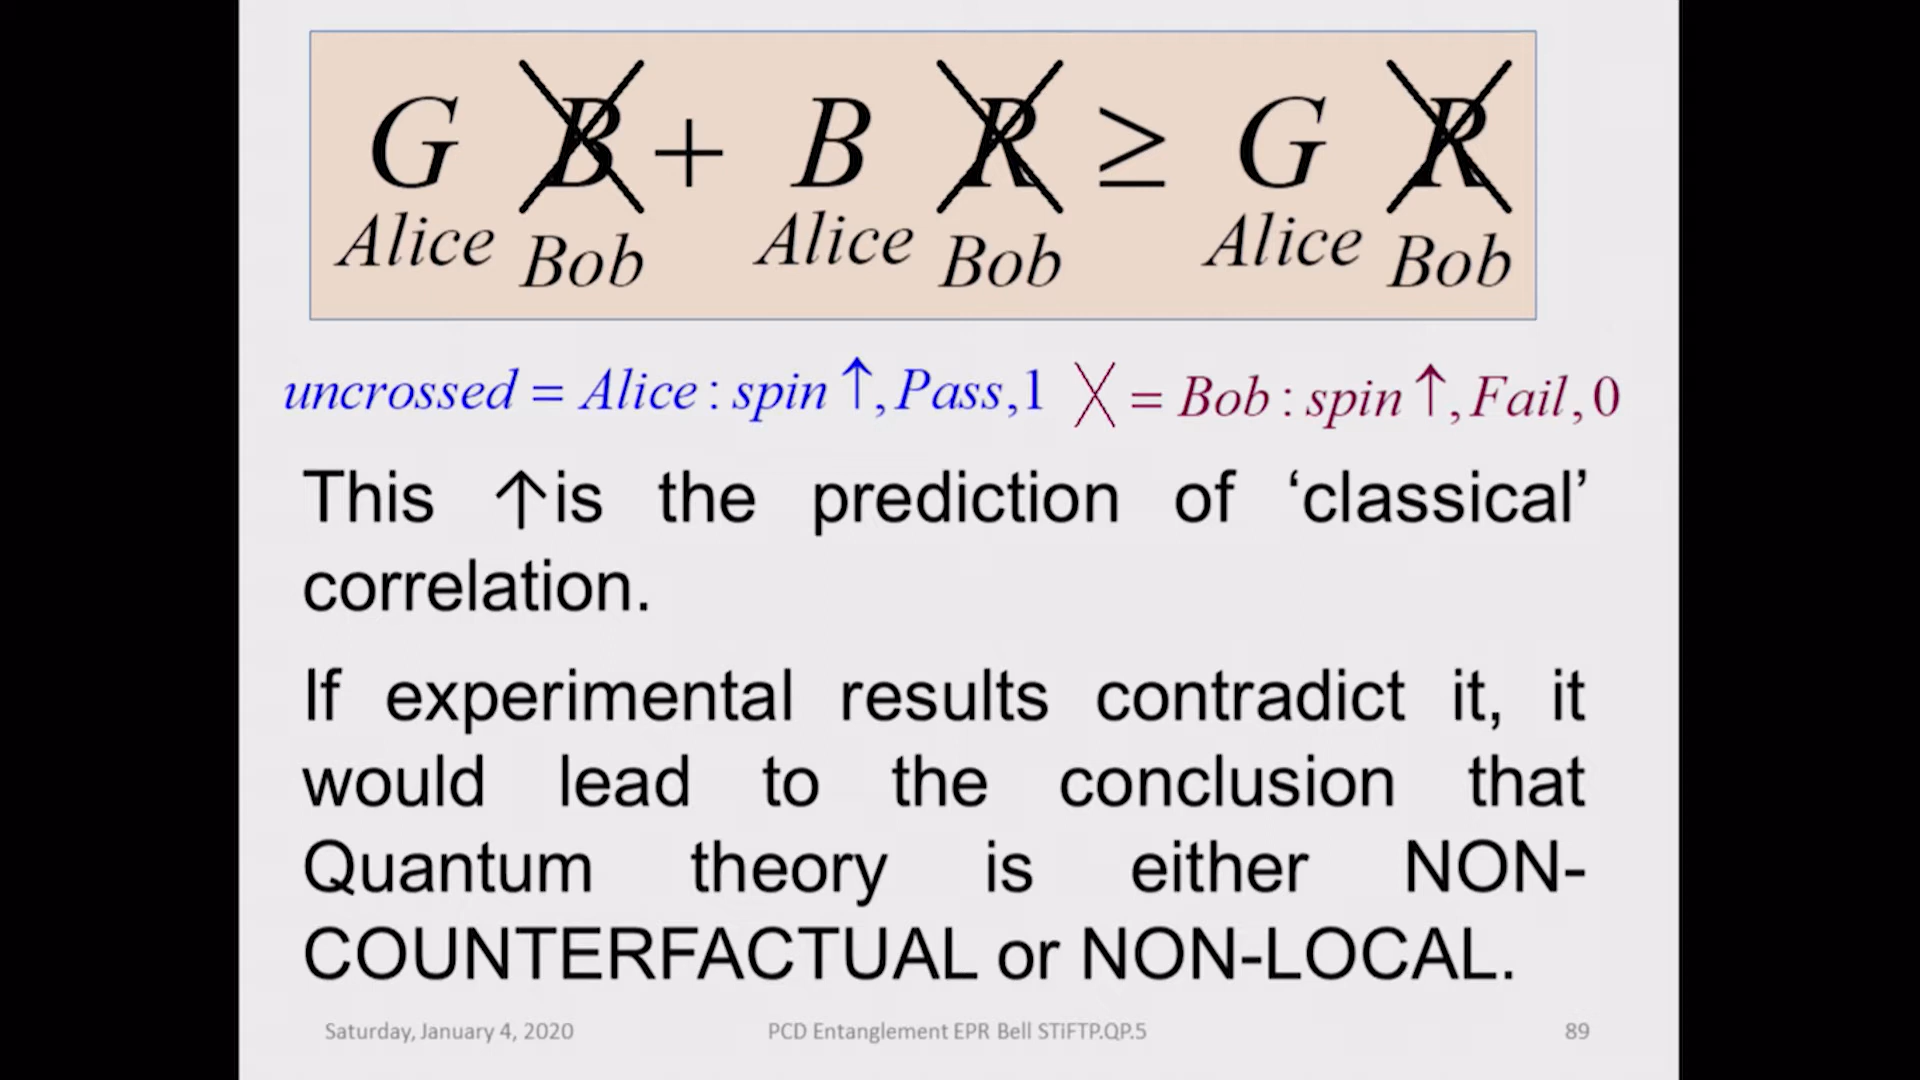 G B + B R ≥ G R
Alice Bob Alice Bob Alice Bob
uncrossed = Alice : spin ↑, Pass, 1 X = Bob : spin ↑, Fail, 0
This ↑ is the prediction of ‘classical’
correlation.
If experimental results contradict it, it
would lead to the conclusion that
Quantum theory is either NON-
COUNTERFACTUAL or NON-LOCAL.
Saturday, January 4, 2020 PCD Entanglement EPR Bell STiFTP.QP.5 89